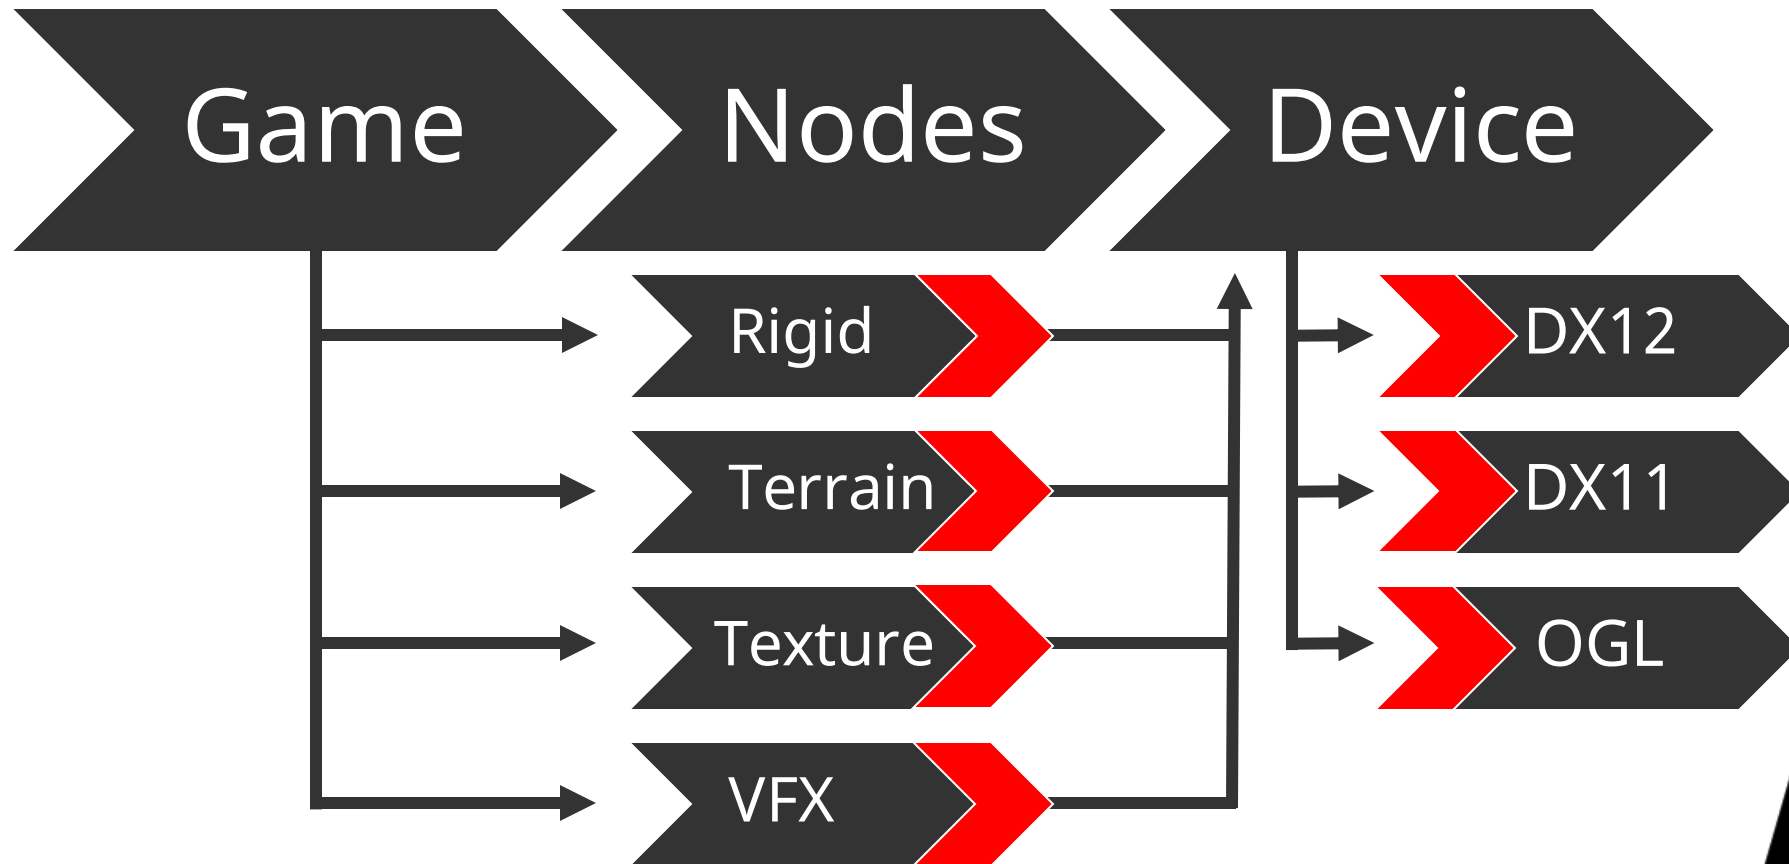 Game
Nodes
Device
Rigid
DX12
Terrain
DX11
Texture
OGL
VFX